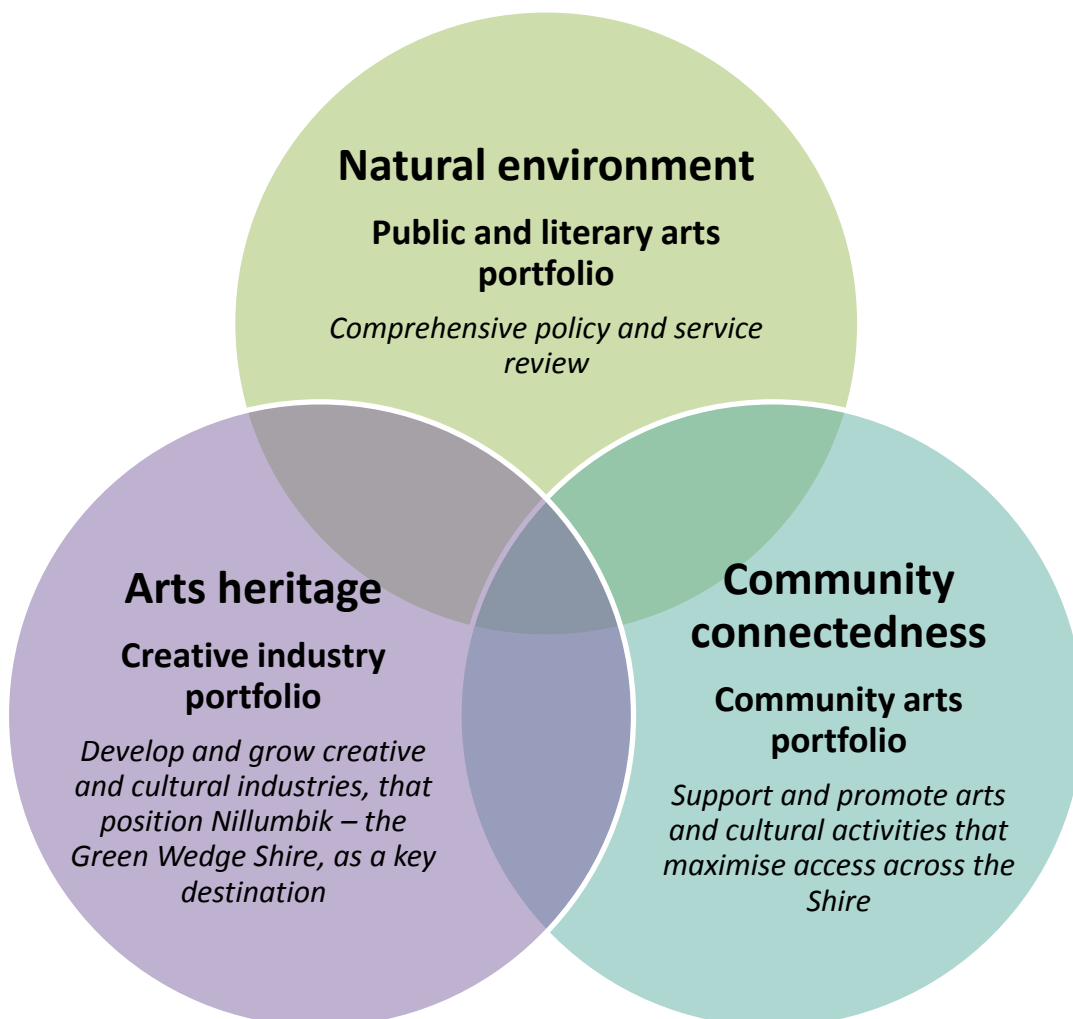 Natural environment
Public and literary arts
portfolio
Comprehensive policy and service
review
Arts heritage
Creative industry
portfolio
Develop and grow creative
and cultural industries, that
position Nillumbik – the
Green Wedge Shire, as a key
destination
Community
connectedness
Community arts
portfolio
Support and promote arts
and cultural activities that
maximise access across the
Shire